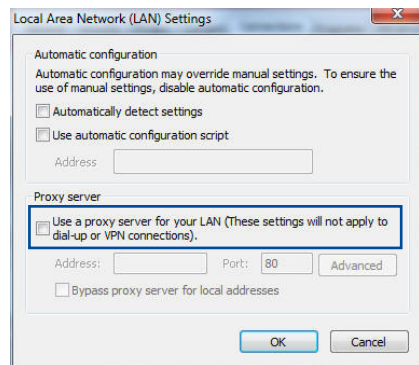 Local Area Network (LAN) Settings
Automatic configuration
Automatic configuration may override manual settings. To ensure the
use of manual settings, disable automatic configuration.
Automatically detect settings
Use automatic configuration script
Address
Proxy server
Use a proxy server for your LAN (These settings will not apply to
dial-up or VPN connections).
Address: Port: 80 Advanced
Bypass proxy server for local addresses
OK Cancel